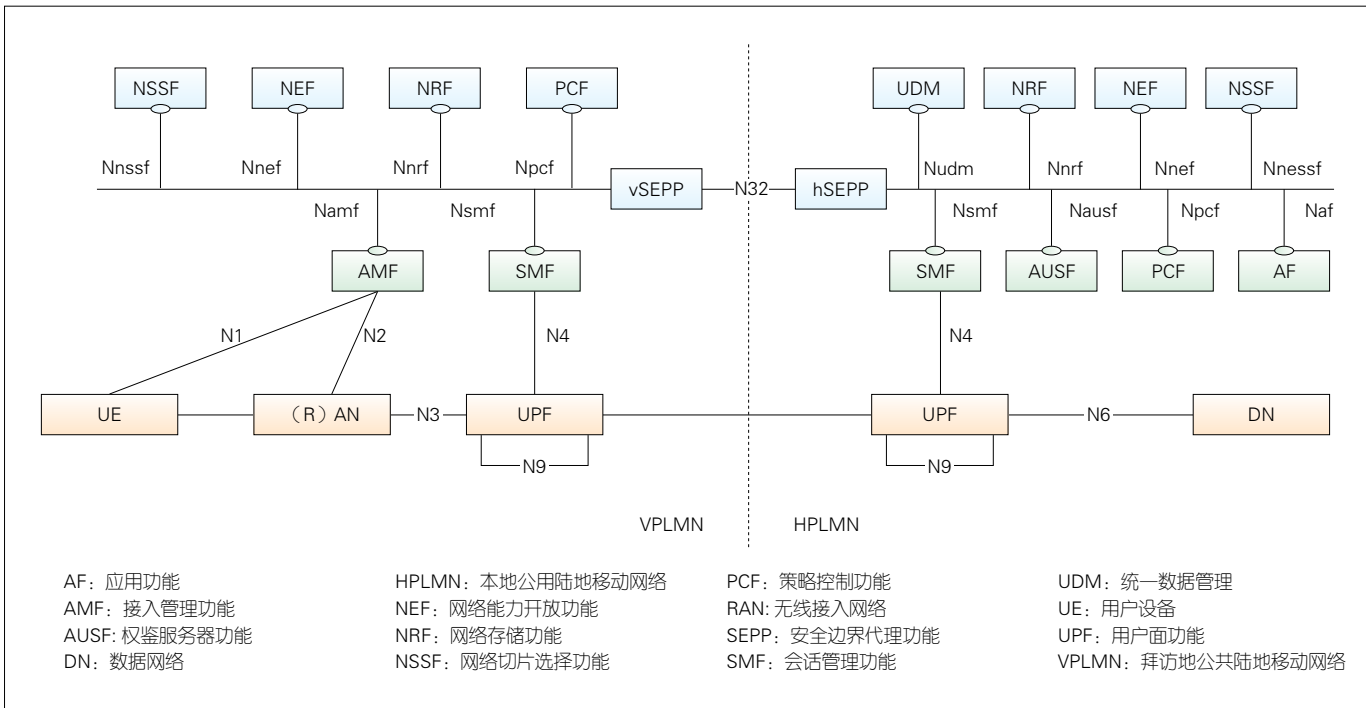 NSSF NEF NRF PCF UDM NRF NEF NSSF
Nnssf Nnef Nnrf Npcf Nudm Nnrf Nnef Nnessf
vSEPP N32 hSEPP
Namf Nsmf Nsmf Nausf Npcf Naf
AMF SMF SMF AUSF PCF AF
N1 N2 N4 N4
UE （R）AN N3 UPF UPF N6 DN
N9 N9
VPLMN HPLMN
AF：应用功能 HPLMN：本地公用陆地移动网络 PCF：策略控制功能 UDM：统一数据管理
AMF：接入管理功能 NEF：网络能力开放功能 RAN: 无线接入网络 UE：用户设备
AUSF: 权鉴服务器功能 NRF：网络存储功能 SEPP：安全边界代理功能 UPF：用户面功能
DN：数据网络 NSSF：网络切片选择功能 SMF：会话管理功能 VPLMN：拜访地公共陆地移动网络